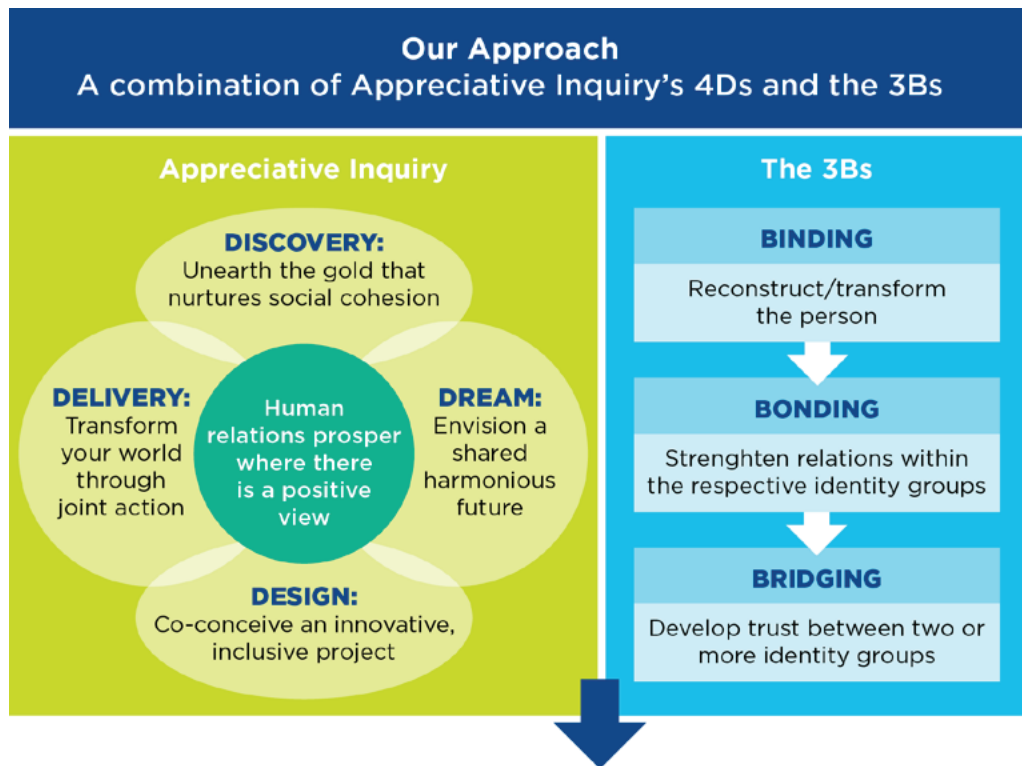 Our Approach
A combination of Appreciative Inquiry's 4Ds and the 3Bs
Appreciative Inquiry
DISCOVERY:
Unearth the gold that
nurtures social cohesion
DELIVERY:
Transform
your world
through
joint action
Human
relations prosper
where there
is a positive
view
DREAM:
Envision a
shared
harmonious
future
DESIGN:
Co-conceive an innovative,
inclusive project
The 3Bs
BINDING
Reconstruct/transform
the person
BONDING
Strenghten relations within
the respective identity groups
BRIDGING
Develop trust between two or
more identity groups